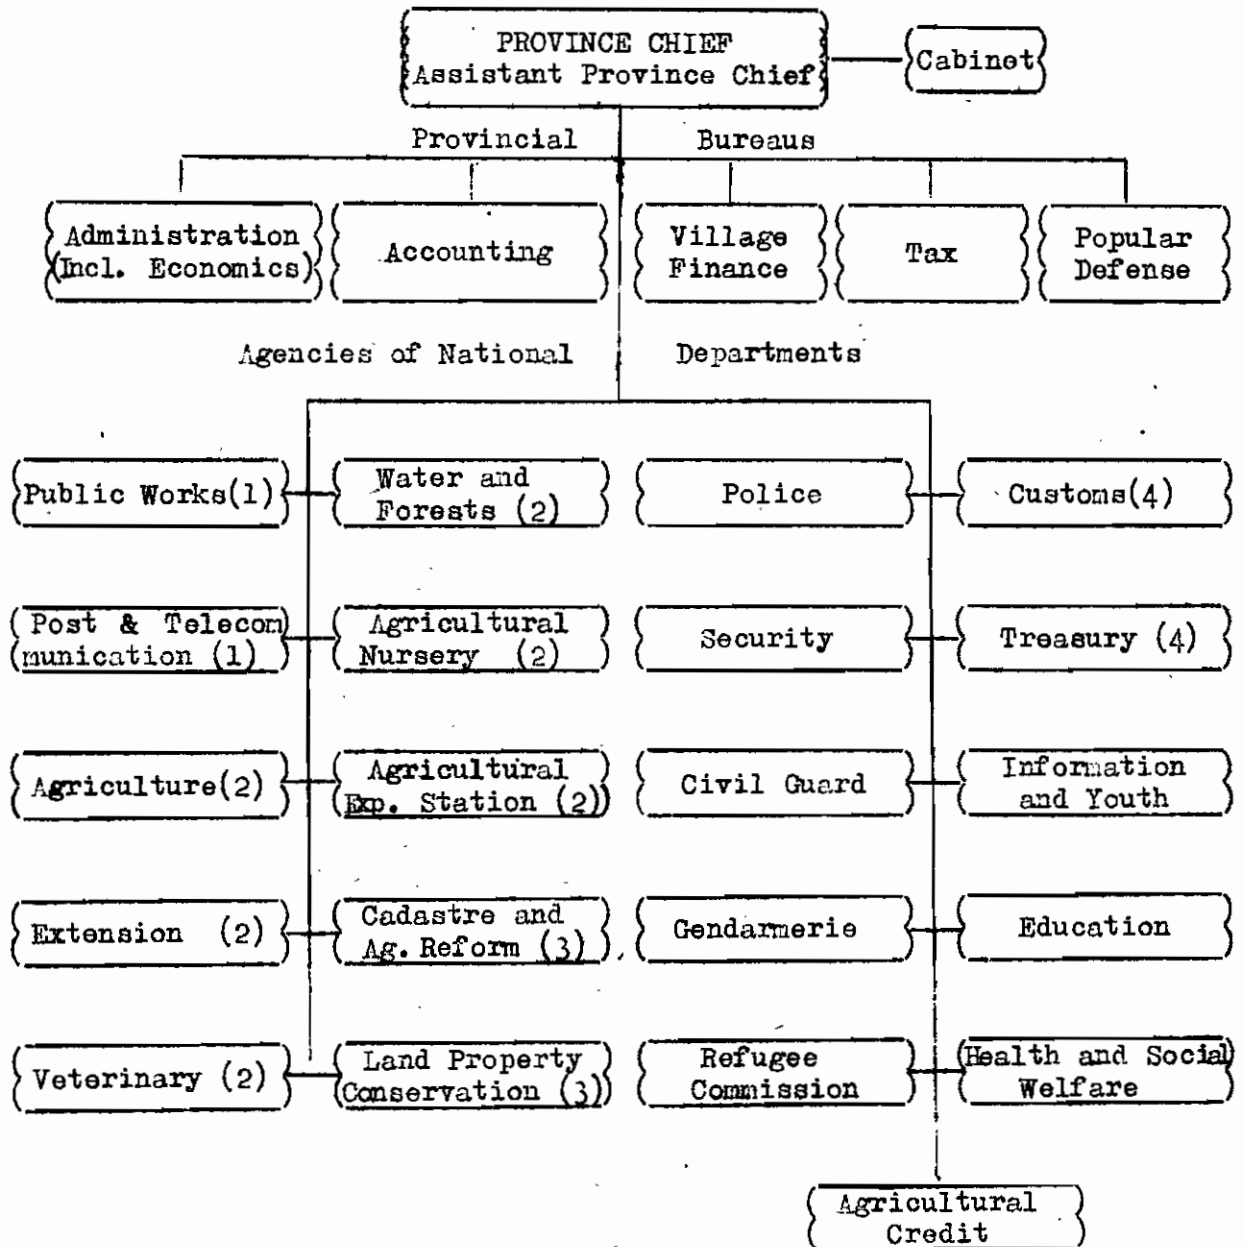 PROVINCE CHIEF
Assistant Province Chief
Cabinet
Provincial Bureaus
Administration
(Incl. Economics)
Accounting
Village
Finance
Tax
Popular
Defense
Agencies of National Departments
Public Works(1)
Water and
Forests (2)
Police
Customs(4)
Post & Telecom
munication (1)
Agricultural
Nursery (2)
Security
Treasury (4)
Agriculture(2)
Agricultural
Exp. Station (2)
Civil Guard
Information
and Youth
Extension (2)
Cadastre and
Ag. Reform (3)
Gendarmerie
Education
Veterinary (2)
Land Property
Conservation (3)
Refugee
Commission
Health and Social
Welfare
Agricultural
Credit